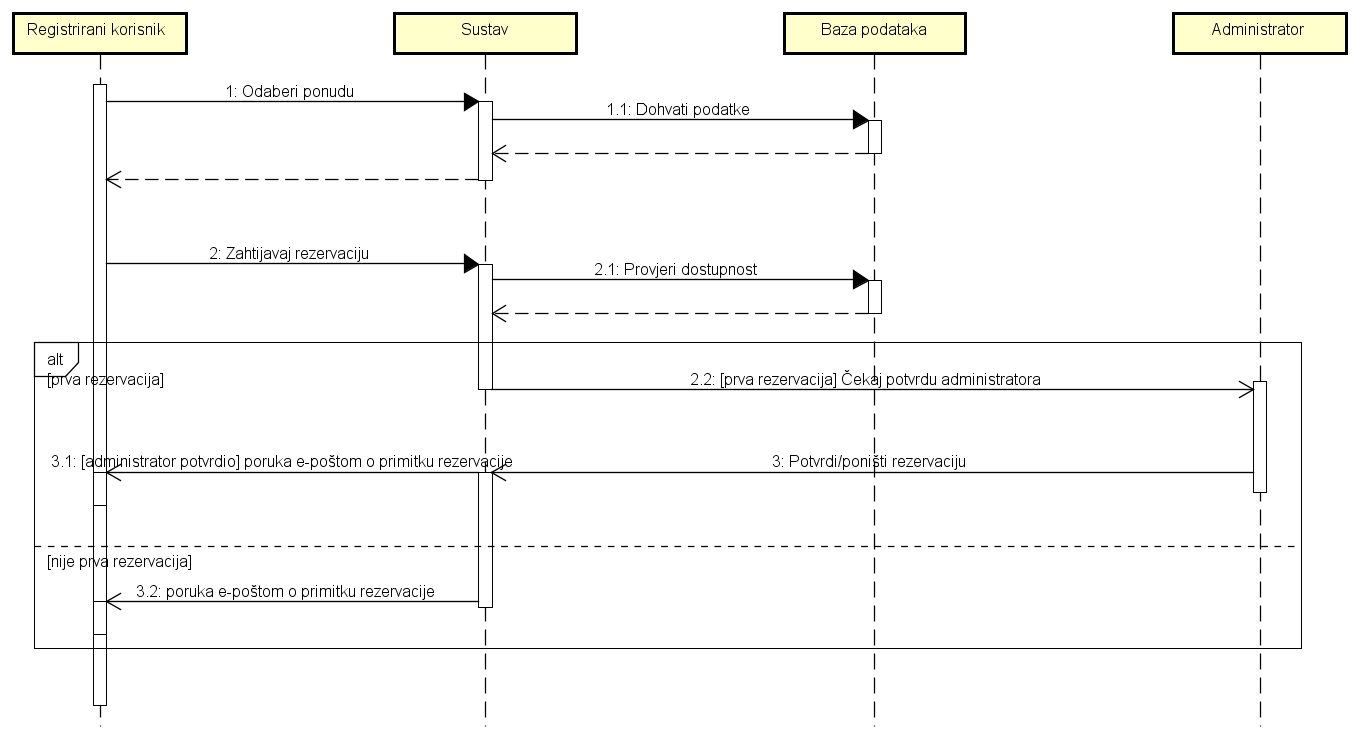 Registrirani korisnik
Sustav
Baza podataka
Administrator
1: Odaberi ponudu
1.1: Dohvati podatke
2: Zahtijavaj rezervaciju
2.1: Provjeri dostupnost
alt
[prva rezervacija]
2.2: [prva rezervacija] Čekaj potvrdu administratora
3.1: [administrator potvrdio] poruka e-poštom o primitku rezervacije
3: Potvrdi/poništi rezervaciju
[nije prva rezervacija]
3.2: poruka e-poštom o primitku rezervacije